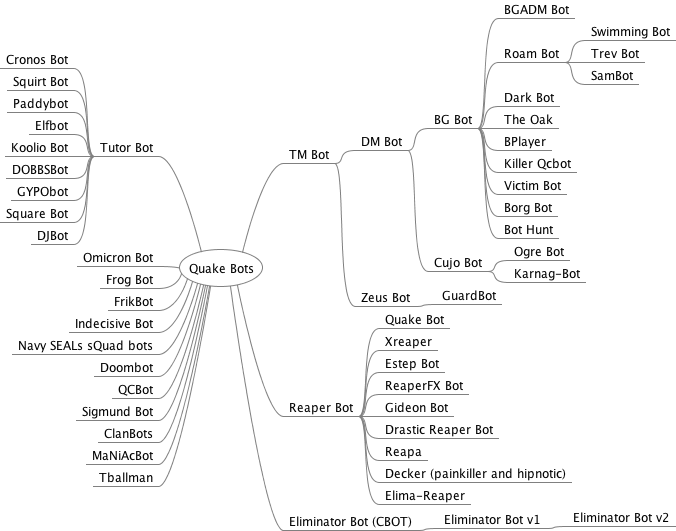 Quake Bots
Tutor Bot
Cronos Bot
Squirt Bot
Paddybot
Elfbot
Koolio Bot
DOBBSBot
GYPObot
Square Bot
DJBot
Omicron Bot
Frog Bot
FrikBot
Indecisive Bot
Navy SEALs sQuad bots
Doombot
QCBot
Sigmund Bot
ClanBots
MaNiAcBot
Tballman
TM Bot
DM Bot
BG Bot
BGADM Bot
Roam Bot
Swimming Bot
Trev Bot
SamBot
Dark Bot
The Oak
BPlayer
Killer Qcbot
Victim Bot
Borg Bot
Bot Hunt
Cujo Bot
Ogre Bot
Karnag-Bot
Zeus Bot
GuardBot
Reaper Bot
Quake Bot
Xreaper
Estep Bot
ReaperFX Bot
Gideon Bot
Drastic Reaper Bot
Reapa
Decker (painkiller and hipnotic)
Elima-Reaper
Eliminator Bot (CBOT)
Eliminator Bot v1
Eliminator Bot v2